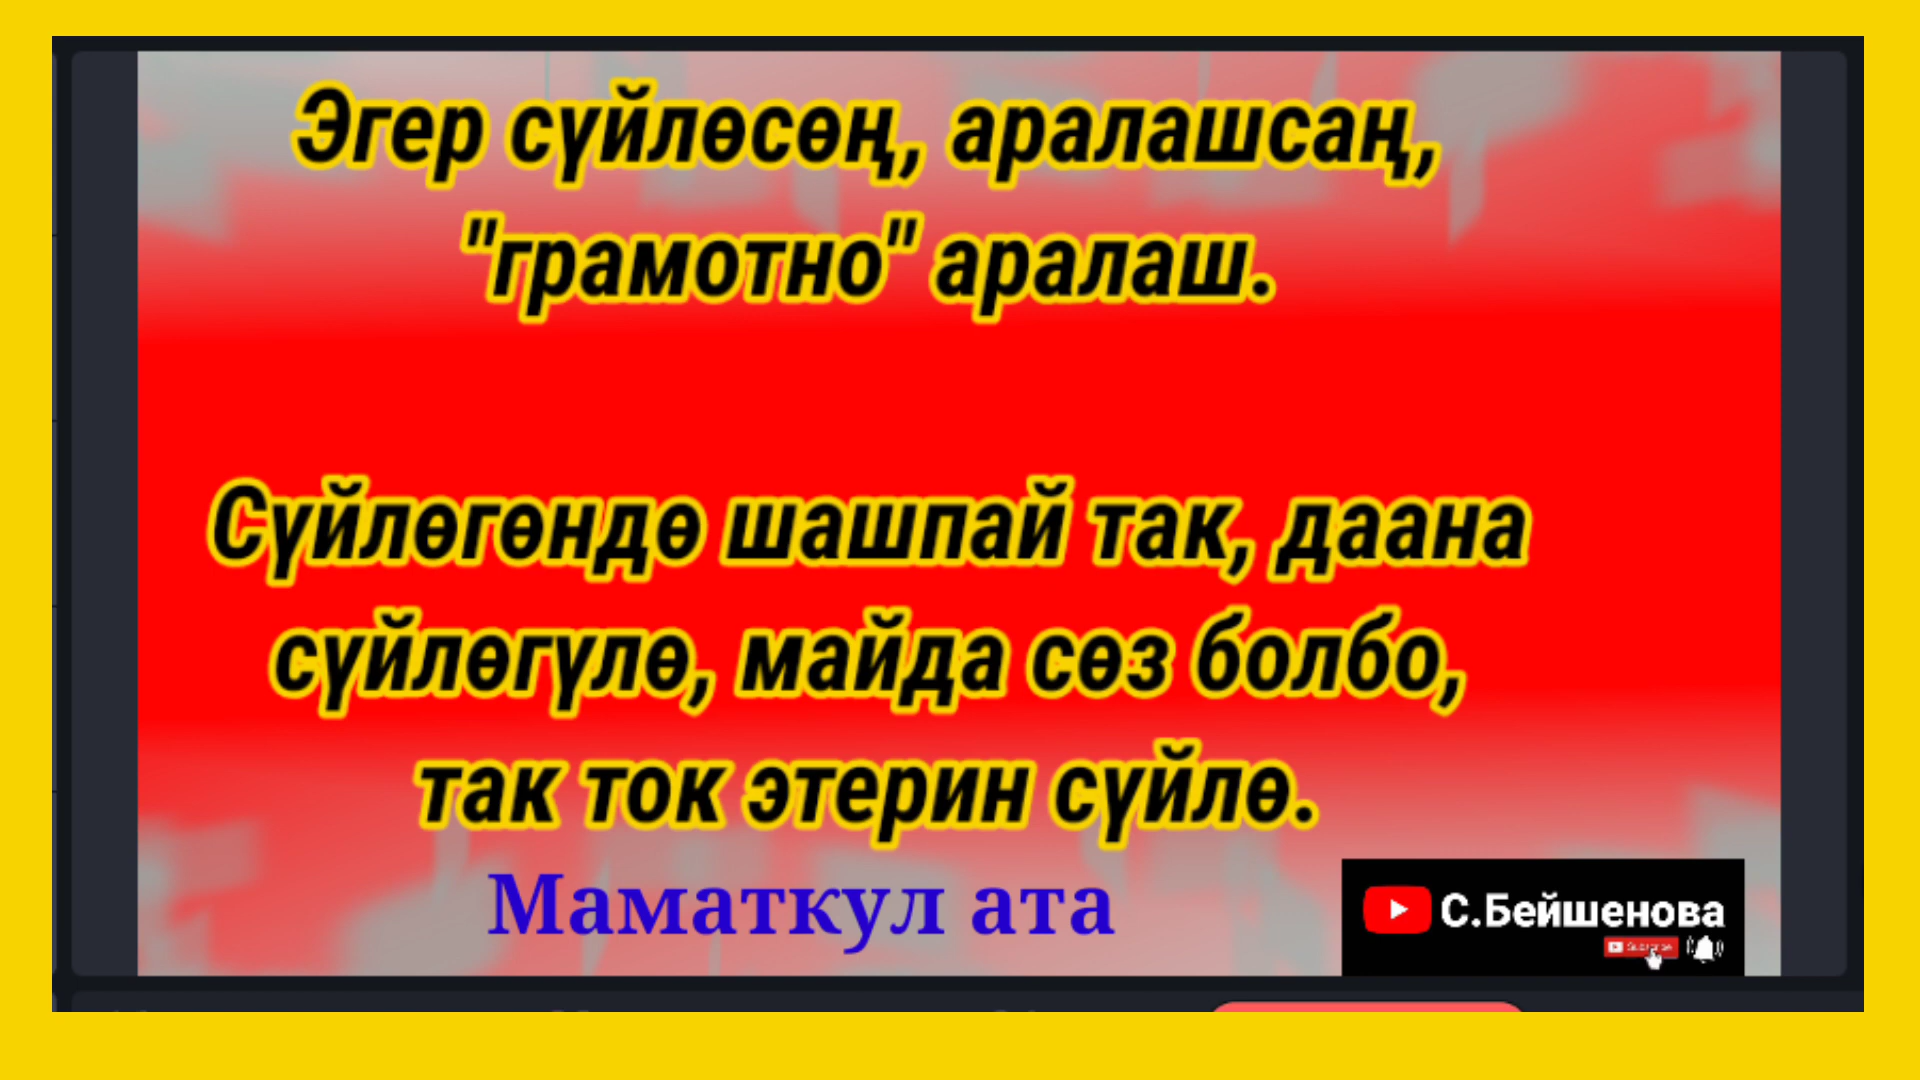 Эгер сүйлөсөң, аралашсаң,
"грамотно" аралаш.
Сүйлөгөндө шашпай так, даана
сүйлөгүлө, майда сөз болбо,
так ток этерин сүйлө.
Маматкул ата
С.Бейшенова
Subscribe